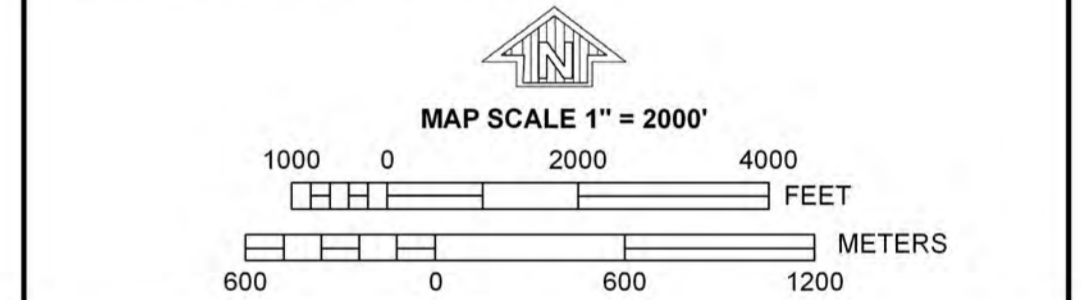 N
MAP SCALE 1" = 2000'
1000 0 2000 4000
FEET
METERS
600 0 600 1200